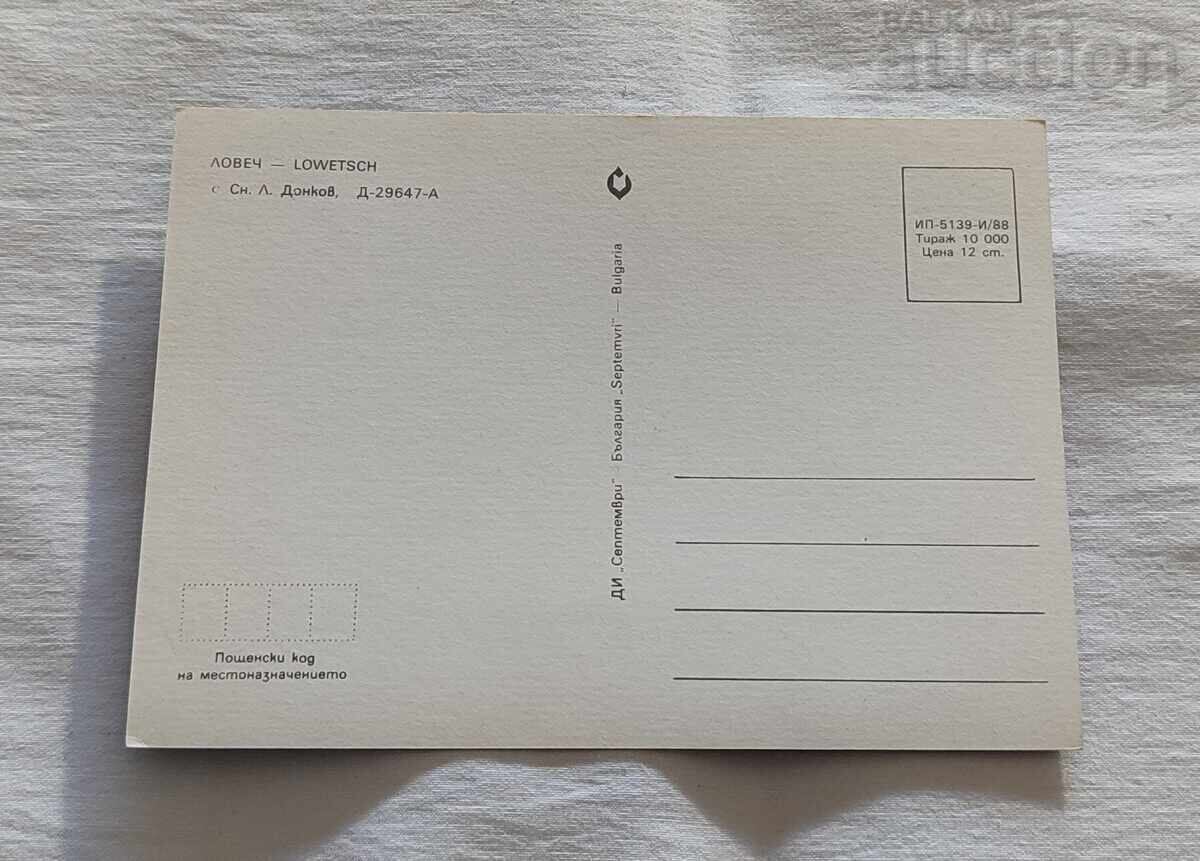 BALKAN
auction
ЛОВЕЧ — LOWETSCH
с Сн. Л. Донков, Д-29647-А
ИП-5139-И/88
Тираж 10 000
Цена 12 ст.
ДИ „Септември" - България „Septemvri" — Bulgaria
Пощенски код
на местоназначението